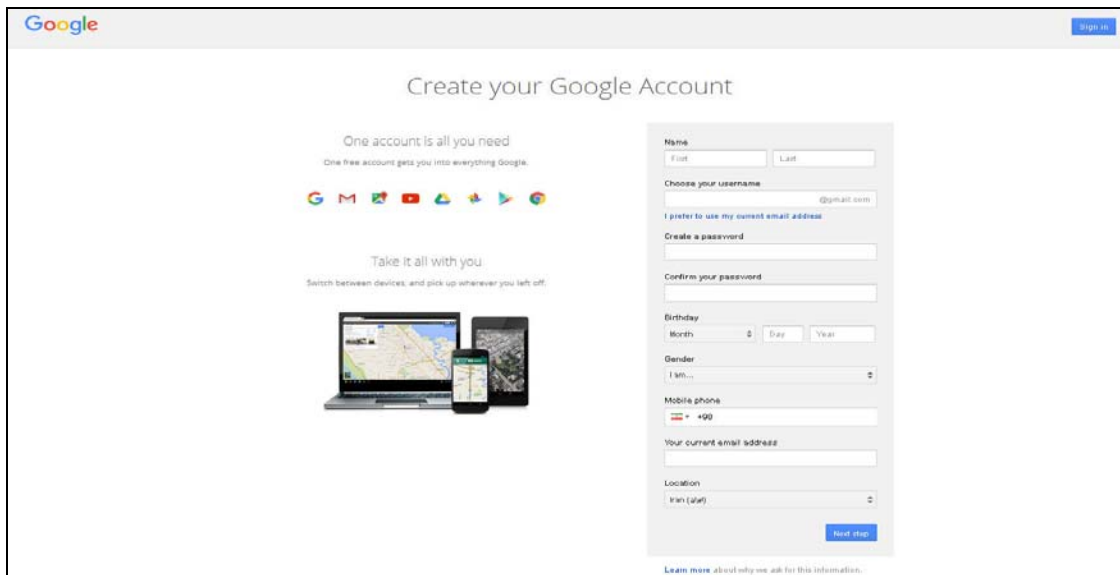 Google
Sign in
Create your Google Account
One account is all you need
One free account gets you into everything Google.
Take it all with you
Switch between devices, and pick up wherever you left off.
Name
First Last
Choose your username
@gmail.com
I prefer to use my current email address
Create a password
Confirm your password
Birthday
Month Day Year
Gender
I am...
Mobile phone
+98
Your current email address
Location
Iran (ایران)
Next step
Learn more about why we ask for this information.